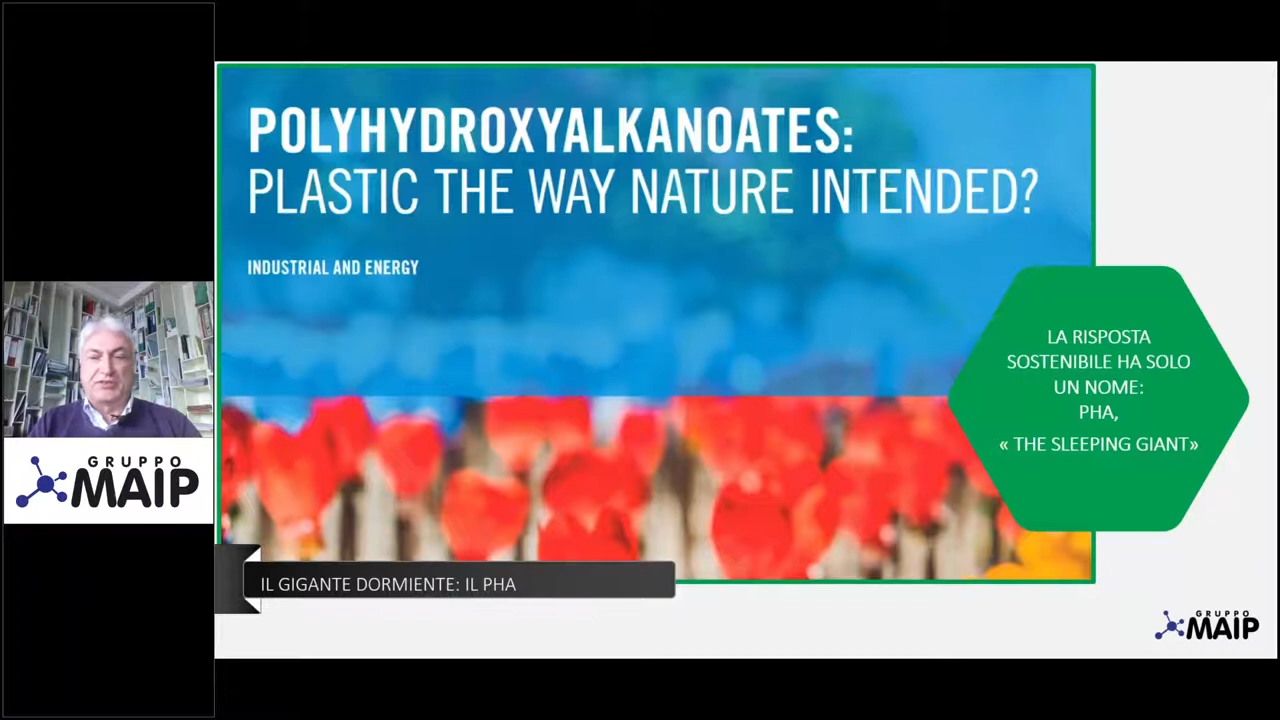 POLYHYDROXYALKANOATES:
PLASTIC THE WAY NATURE INTENDED?
INDUSTRIAL AND ENERGY
LA RISPOSTA
SOSTENIBILE HA SOLO
UN NOME:
PHA,
« THE SLEEPING GIANT»
GRUPPO
MAIP
IL GIGANTE DORMIENTE: IL PHA
GRUPPO
MAIP